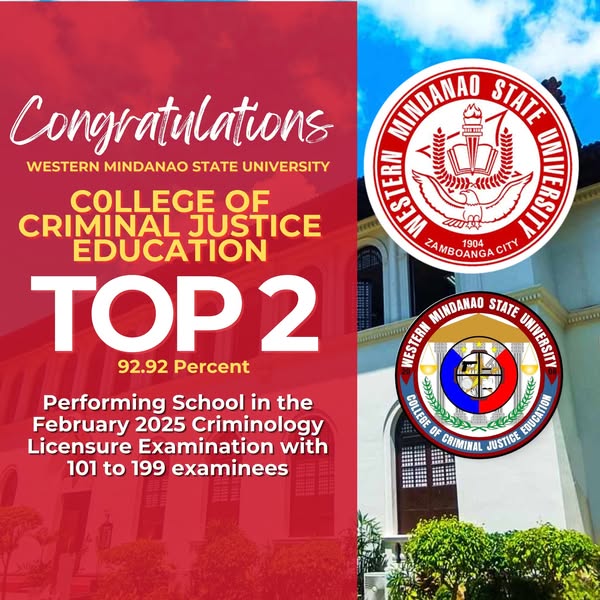 Congratulations
WESTERN MINDANAO STATE UNIVERSITY
C0LLEGE OF
CRIMINAL JUSTICE
EDUCATION
TOP 2
92.92 Percent
Performing School in the
February 2025 Criminology
Licensure Examination with
101 to 199 examinees
WESTERN MINDANAO STATE UNIVERSITY
1904
ZAMBOANGA CITY
WESTERN MINDANAO STATE UNIVERSITY
COLLEGE OF CRIMINAL JUSTICE EDUCATION